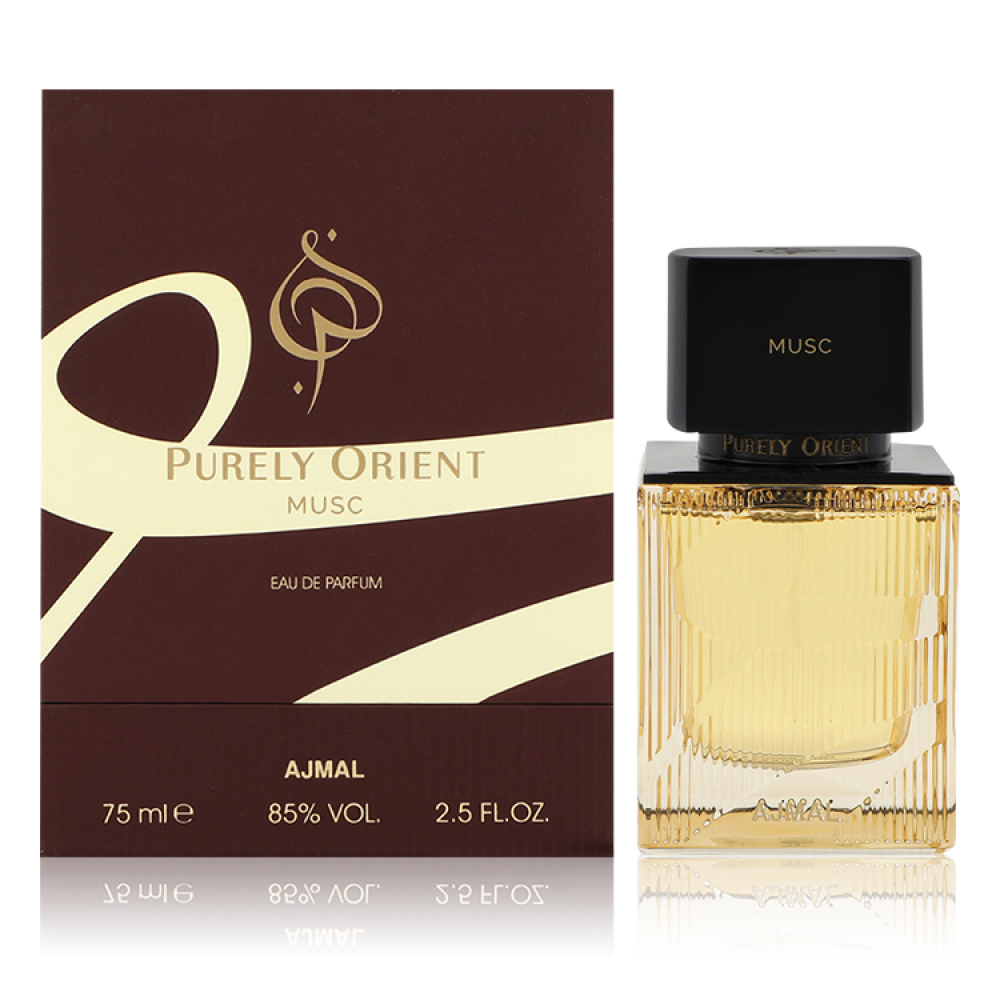 PURELY ORIENT
MUSC
EAU DE PARFUM
AJMAL
75 ml ℮
85% VOL.
2.5 FL.OZ.
MUSC
PURELY ORIENT
AJMAL